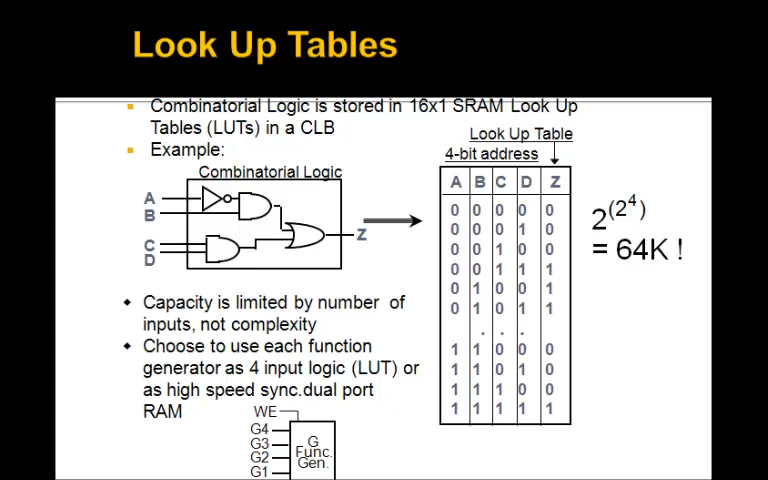 Look Up Tables
Combinatorial Logic is stored in 16x1 SRAM Look Up
Tables (LUTs) in a CLB
Example:
Combinatorial Logic
A
B
C
D
Z
Look Up Table
4-bit address
A B C D Z
0 0 0 0 0
0 0 0 1 0
0 0 1 0 0
0 0 1 1 1
0 1 0 0 1
0 1 0 1 1
. . .
1 1 0 0 0
1 1 0 1 0
1 1 1 0 0
1 1 1 1 1
2^(2^4)
= 64K !
Capacity is limited by number of
inputs, not complexity
Choose to use each function
generator as 4 input logic (LUT) or
as high speed sync.dual port
RAM
WE
G4
G3
G2
G1
G
Func.
Gen.